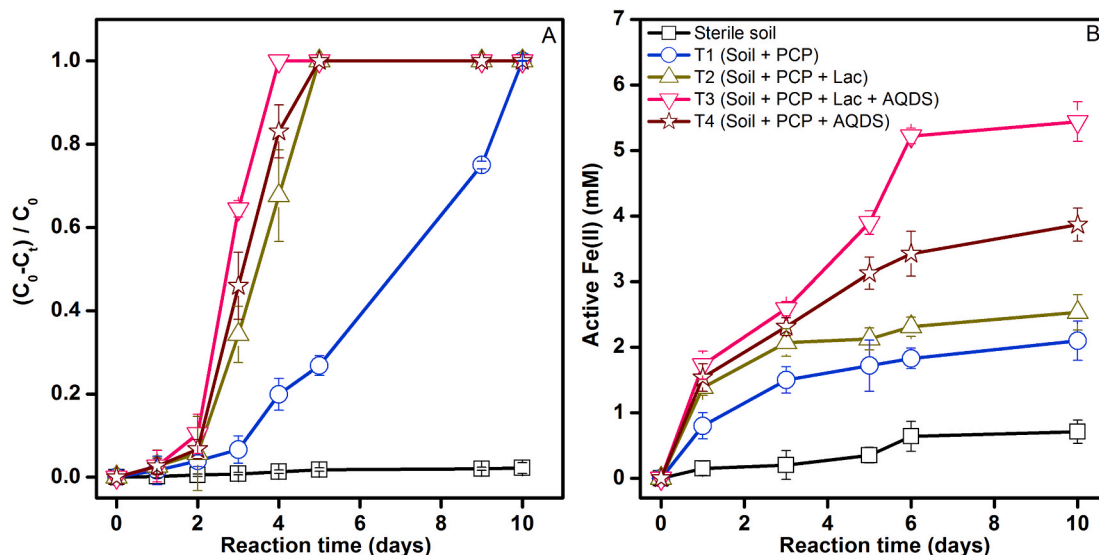 A
1.0
0.8
0.6
0.4
0.2
0.0
(C0-Ct) / C0
0 2 4 6 8 10
Reaction time (days)
B
7
6
5
4
3
2
1
0
Active Fe(II) (mM)
Sterile soil
T1 (Soil + PCP)
T2 (Soil + PCP + Lac)
T3 (Soil + PCP + Lac + AQDS)
T4 (Soil + PCP + AQDS)
0 2 4 6 8 10
Reaction time (days)